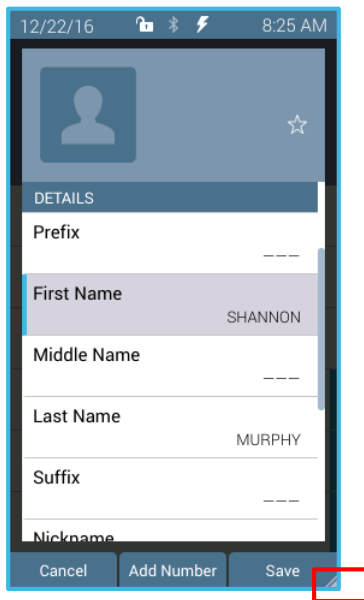 12/22/16 8:25 AM
DETAILS
Prefix
———
First Name
SHANNON
Middle Name
———
Last Name
MURPHY
Suffix
———
Nickname
Cancel Add Number Save